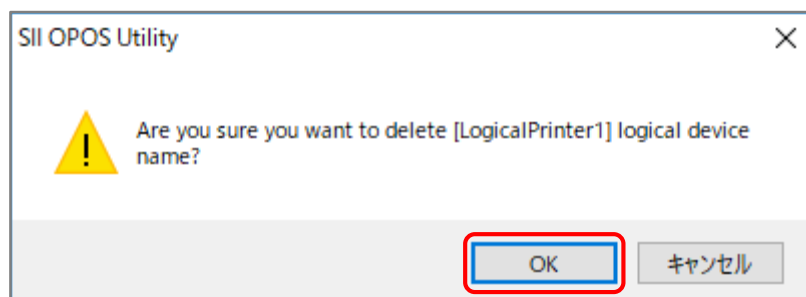 SII OPOS Utility
Are you sure you want to delete [LogicalPrinter1] logical device
name?
OK キャンセル